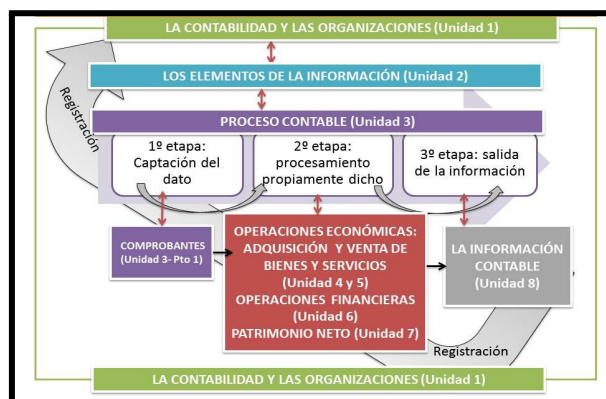 LA CONTABILIDAD Y LAS ORGANIZACIONES (Unidad 1)
LOS ELEMENTOS DE LA INFORMACIÓN (Unidad 2)
Registración
PROCESO CONTABLE (Unidad 3)
1º etapa:
Captación del
dato
2º etapa:
procesamiento
propiamente dicho
3º etapa: salida
de la información
COMPROBANTES
(Unidad 3- Pto 1)
OPERACIONES ECONÓMICAS:
ADQUISICIÓN Y VENTA DE
BIENES Y SERVICIOS
(Unidad 4 y 5)
OPERACIONES FINANCIERAS
(Unidad 6)
PATRIMONIO NETO (Unidad 7)
LA INFORMACIÓN
CONTABLE
(Unidad 8)
Registración
LA CONTABILIDAD Y LAS ORGANIZACIONES (Unidad 1)